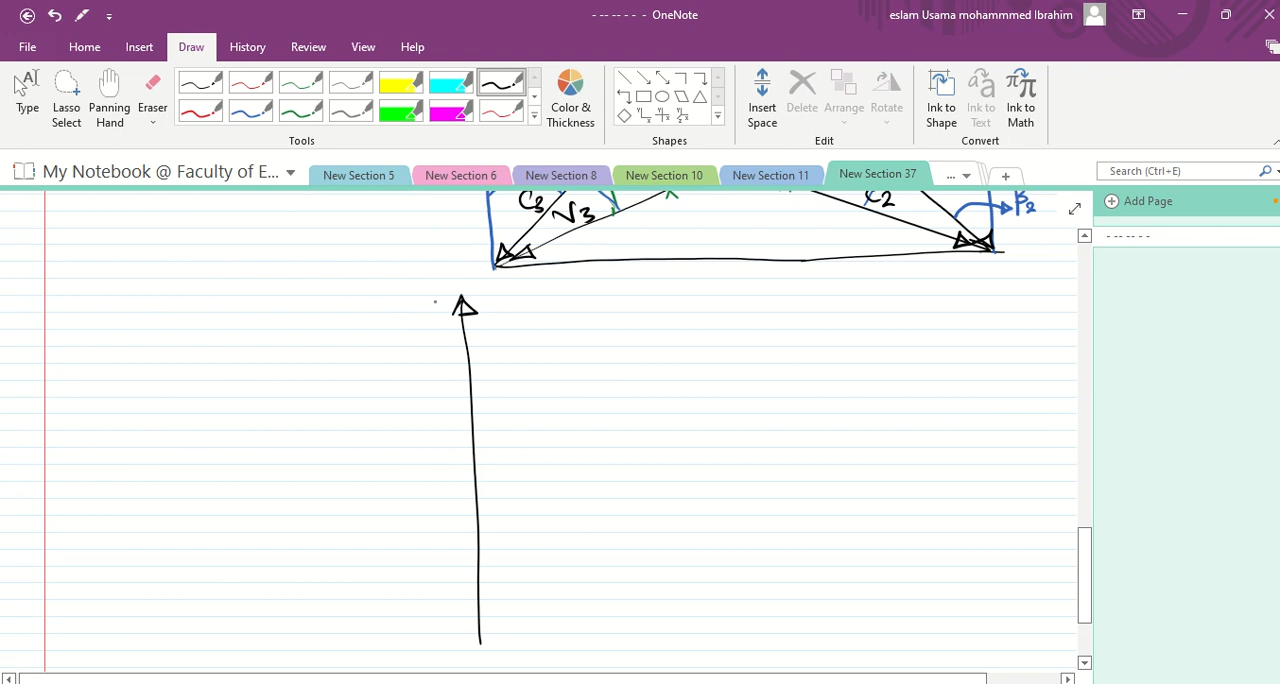 - - -- - -- - OneNote
eslam Usama mohammmed Ibrahim
File Home Insert Draw History Review View Help
Type
Lasso Select
Panning Hand
Eraser
Color & Thickness
Insert Space
Delete
Arrange
Rotate
Ink to Shape
Ink to Text
Ink to Math
Tools
Shapes
Edit
Convert
My Notebook @ Faculty of E...
New Section 5
New Section 6
New Section 8
New Section 10
New Section 11
New Section 37
...
Search (Ctrl+E)
Add Page
- -- -- --
C3
V3
C2
β2